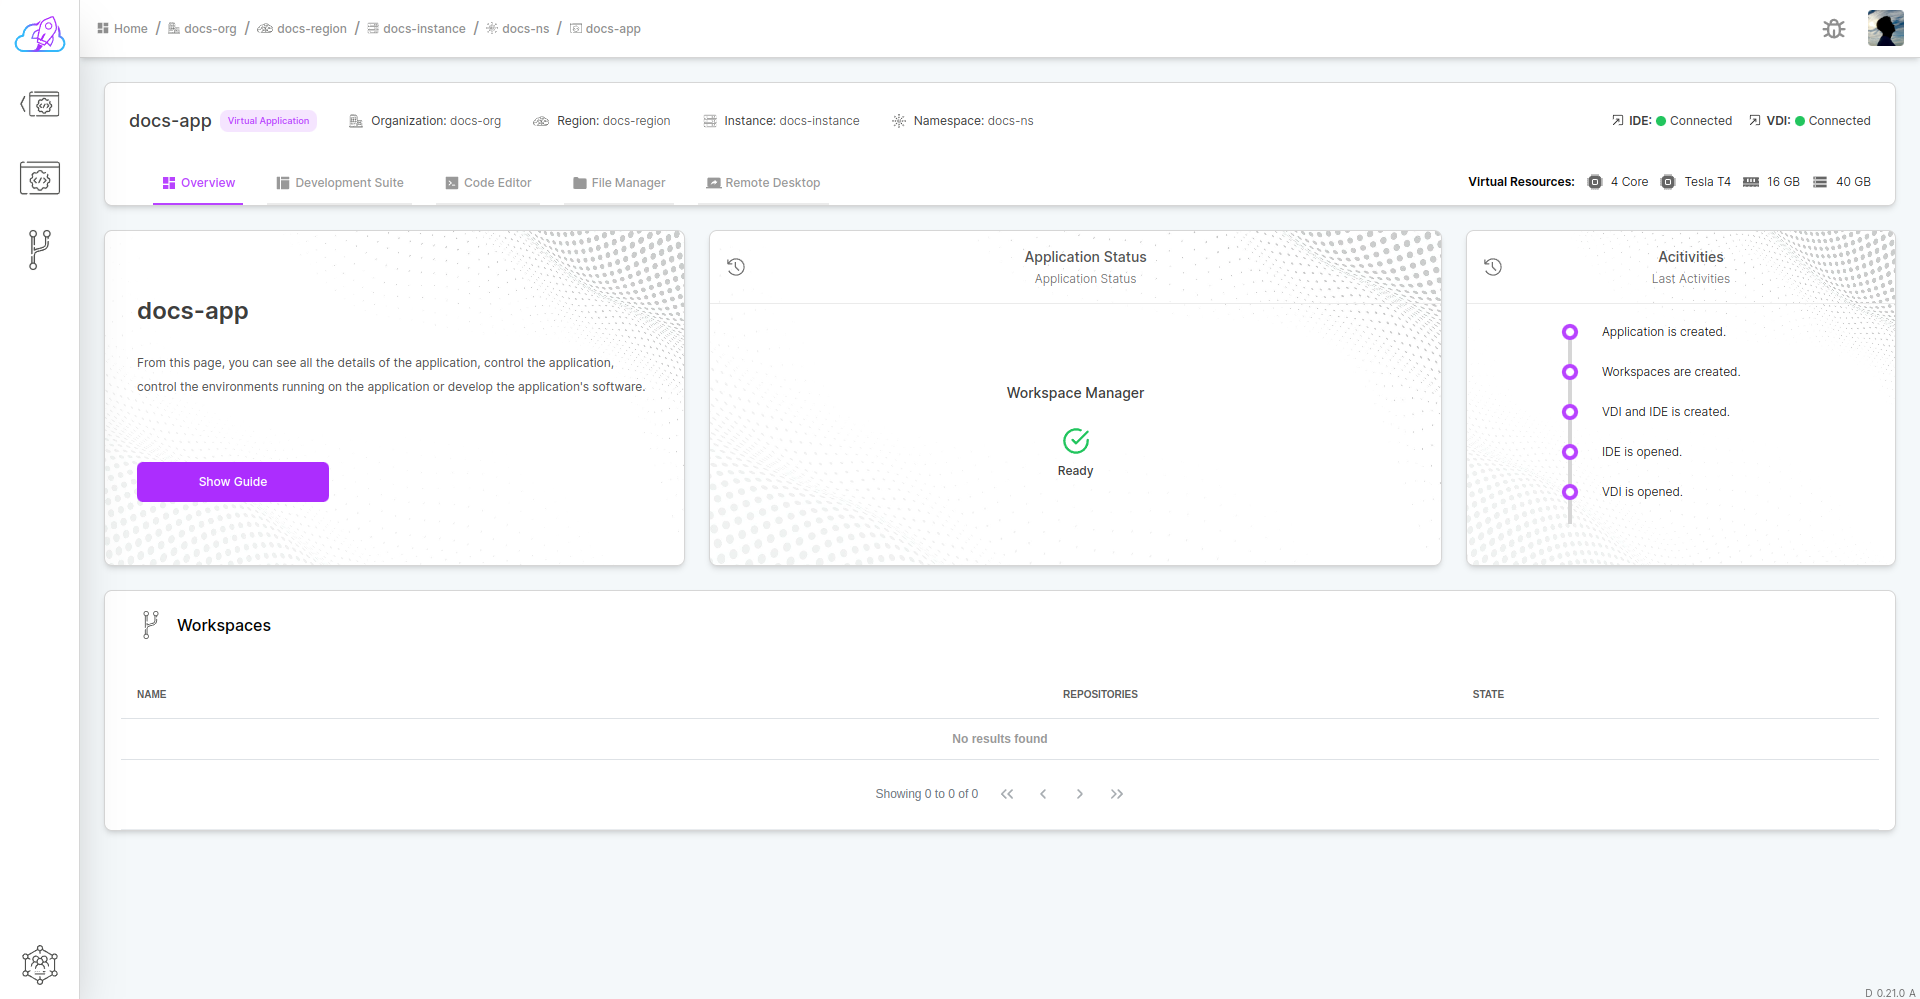 Home / docs-org / docs-region / docs-instance / docs-ns / docs-app
docs-app Virtual Application Organization: docs-org Region: docs-region Instance: docs-instance Namespace: docs-ns IDE: Connected VDI: Connected
Overview Development Suite Code Editor File Manager Remote Desktop Virtual Resources: 4 Core Tesla T4 16 GB 40 GB
docs-app
From this page, you can see all the details of the application, control the application,
control the environments running on the application or develop the application's software.
Show Guide
Application Status
Application Status
Workspace Manager
Ready
Acitivities
Last Activities
Application is created.
Workspaces are created.
VDI and IDE is created.
IDE is opened.
VDI is opened.
Workspaces
NAME REPOSITORIES STATE
No results found
Showing 0 to 0 of 0
D 0.21.0 A